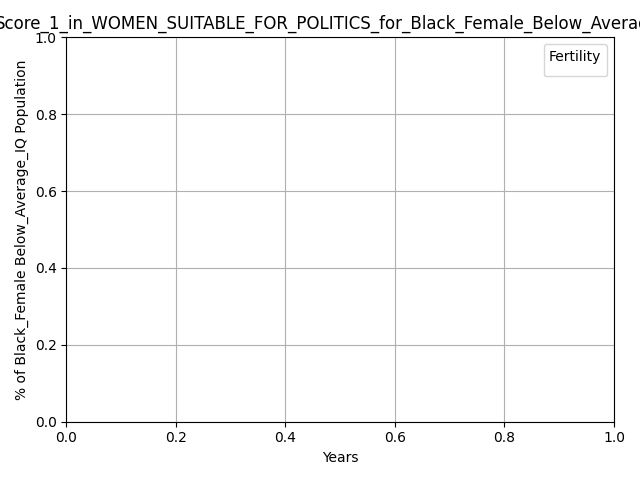 Score_1_in_WOMEN_SUITABLE_FOR_POLITICS_for_Black_Female_Below_Avera
Fertility
% of Black_Female Below_Average_IQ Population
1.0
0.8
0.6
0.4
0.2
0.0
0.0 0.2 0.4 0.6 0.8 1.0
Years